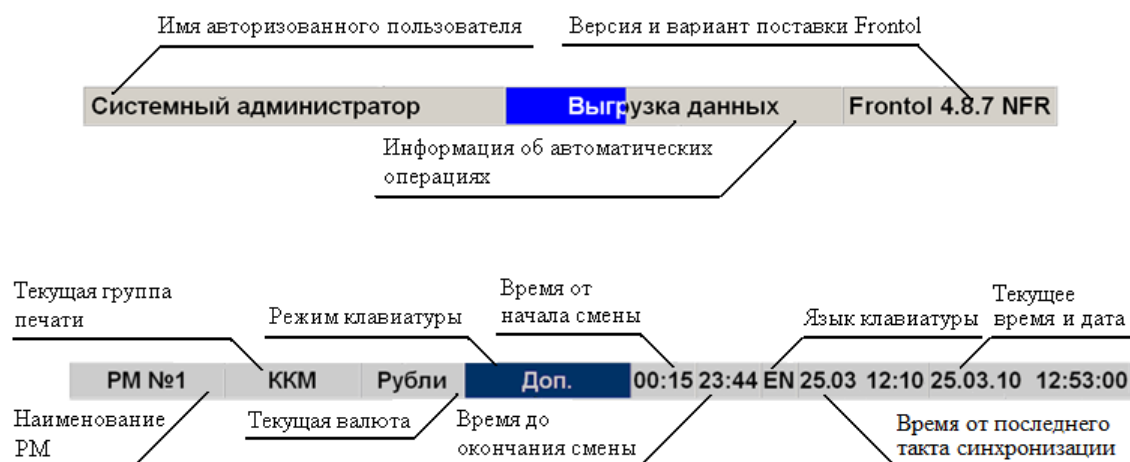 Имя авторизованного пользователя
Версия и вариант поставки Frontol
Системный администратор
Выгрузка данных
Frontol 4.8.7 NFR
Информация об автоматических
операциях
Текущая группа
печати
Режим клавиатуры
Время от
начала смены
Язык клавиатуры
Текущее
время и дата
РМ №1
ККМ
Рубли
Доп.
00:15
23:44
EN
25.03 12:10
25.03.10 12:53:00
Наименование
РМ
Текущая валюта
Время до
окончания смены
Время от последнего
такта синхронизации